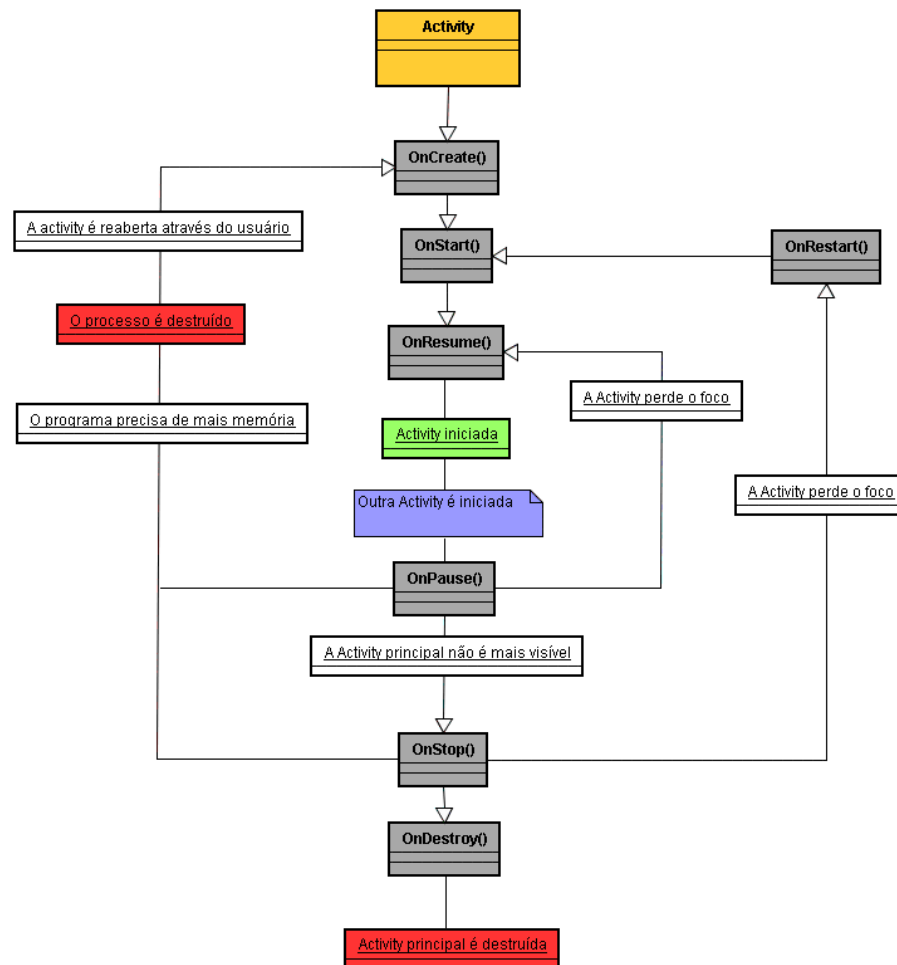 Activity
OnCreate()
A activity é reaberta através do usuário
OnStart()
OnRestart()
O processo é destruído
OnResume()
A Activity perde o foco
O programa precisa de mais memória
Activity iniciada
A Activity perde o foco
Outra Activity é iniciada
OnPause()
A Activity principal não é mais visível
OnStop()
OnDestroy()
Activity principal é destruída